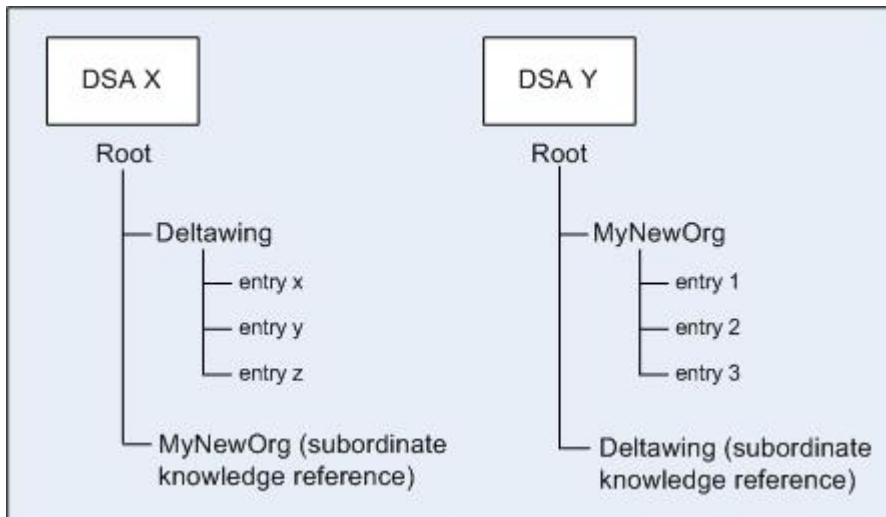 DSA X
Root
Deltawing
entry x
entry y
entry z
MyNewOrg (subordinate
knowledge reference)
DSA Y
Root
MyNewOrg
entry 1
entry 2
entry 3
Deltawing (subordinate
knowledge reference)